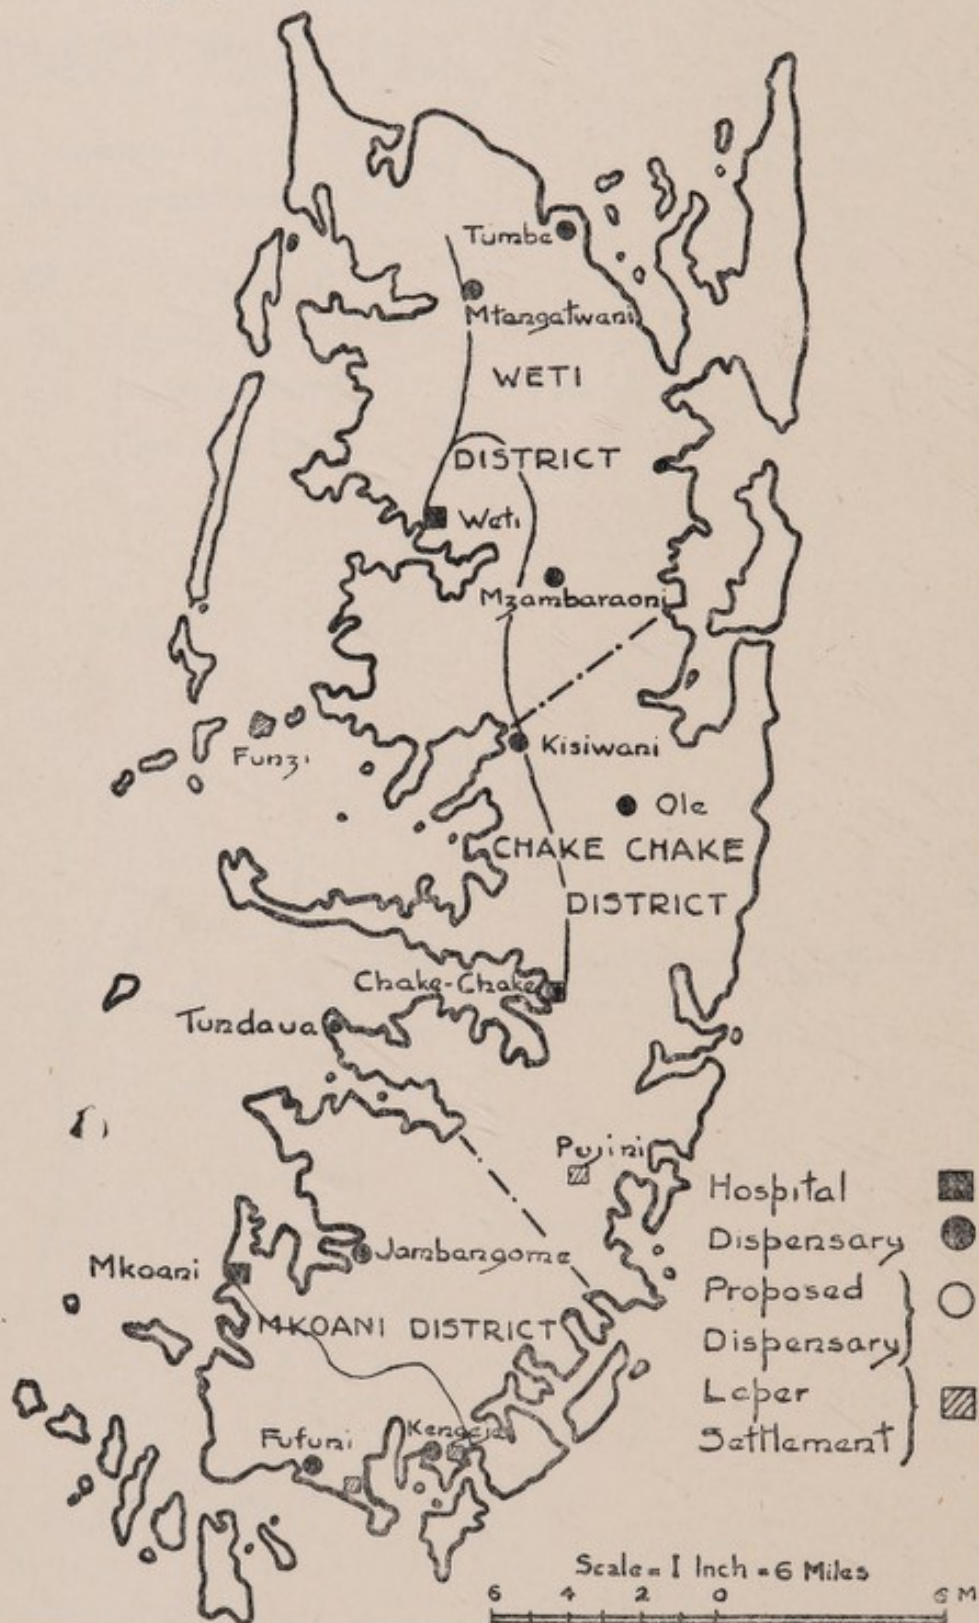 Tumbe
Mtangatwani
WETI
DISTRICT
Weti
Mzambaraoni
Funzi
Kisiwani
Ole
CHAKE CHAKE
DISTRICT
Chake-Chake
Tundaua
Pujini
Hospital
Dispensary
Proposed
Dispensary
Leper
Settlement
Jambangome
Mkoani
MKOANI DISTRICT
Fufuni
Kengeja
Scale = 1 Inch = 6 Miles
6 4 2 0 6 M